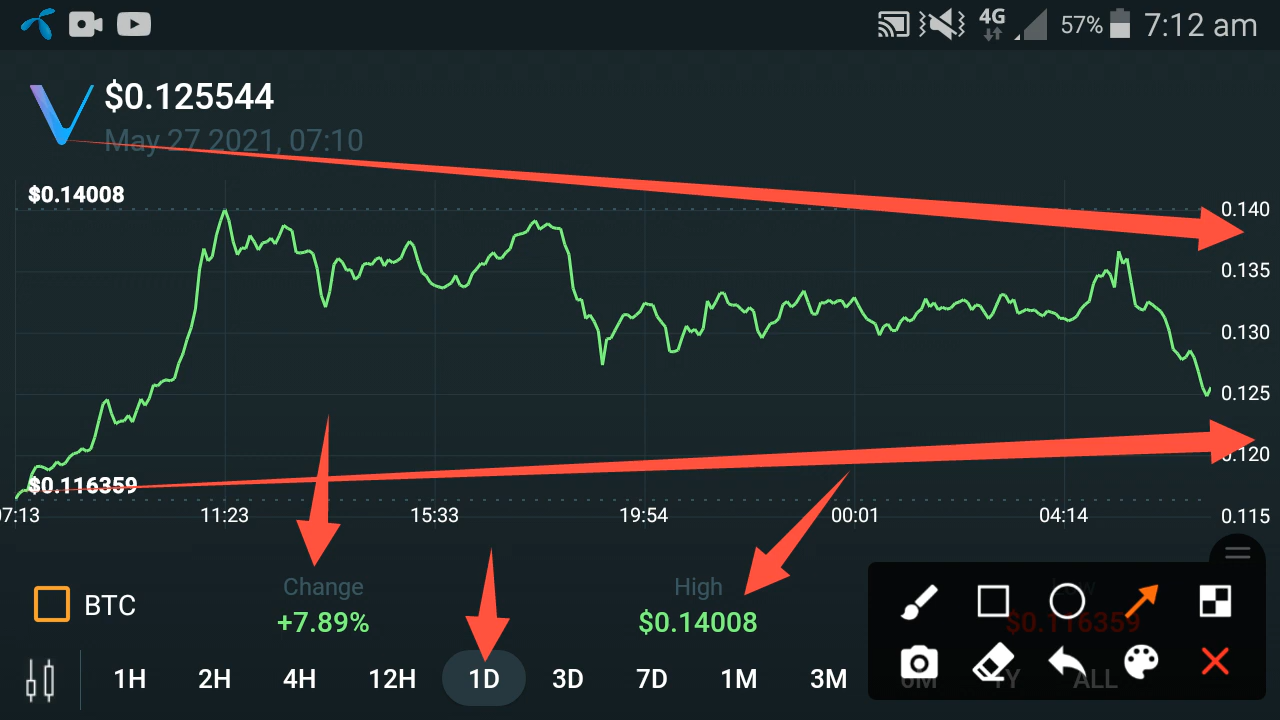 4G 57% 7:12 am
$0.125544
May 27 2021, 07:10
$0.14008
0.140
0.135
0.130
0.125
0.120
$0.116359
0.115
07:13 11:23 15:33 19:54 00:01 04:14
Change High
BTC +7.89% $0.14008 $0.116359
1H 2H 4H 12H 1D 3D 7D 1M 3M 6M 1Y ALL